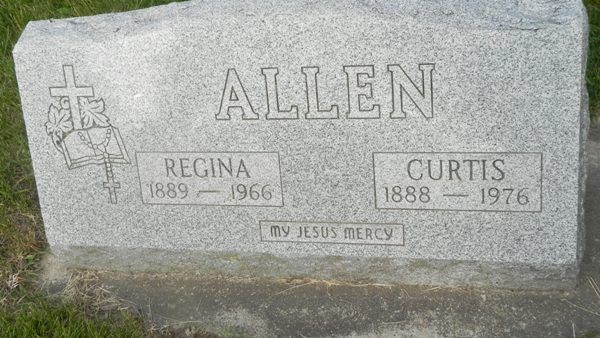 ALLEN
REGINA
1889 — 1966
CURTIS
1888 — 1976
MY JESUS MERCY